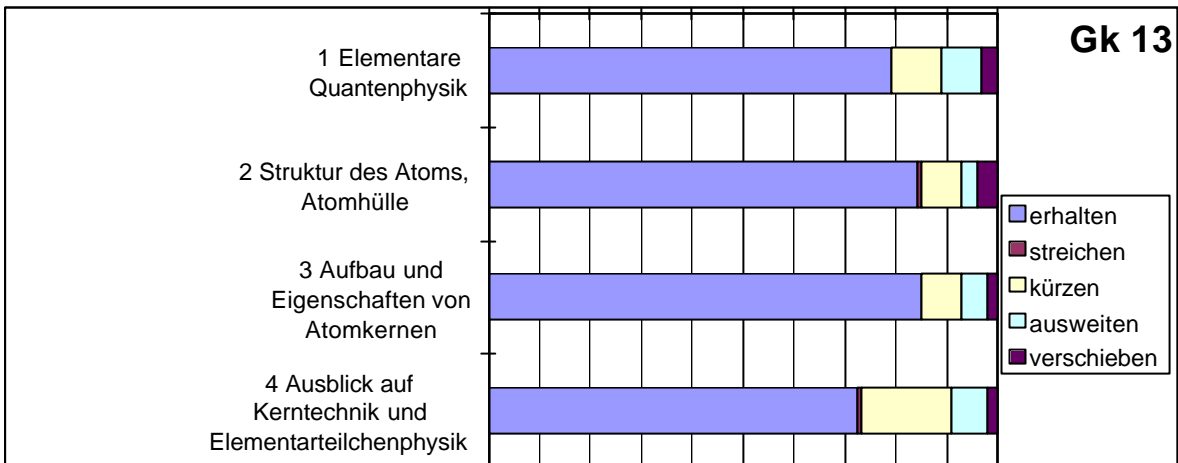 Gk 13
1 Elementare
Quantenphysik
2 Struktur des Atoms,
Atomhülle
3 Aufbau und
Eigenschaften von
Atomkernen
4 Ausblick auf
Kerntechnik und
Elementarteilchenphysik
erhalten
streichen
kürzen
ausweiten
verschieben